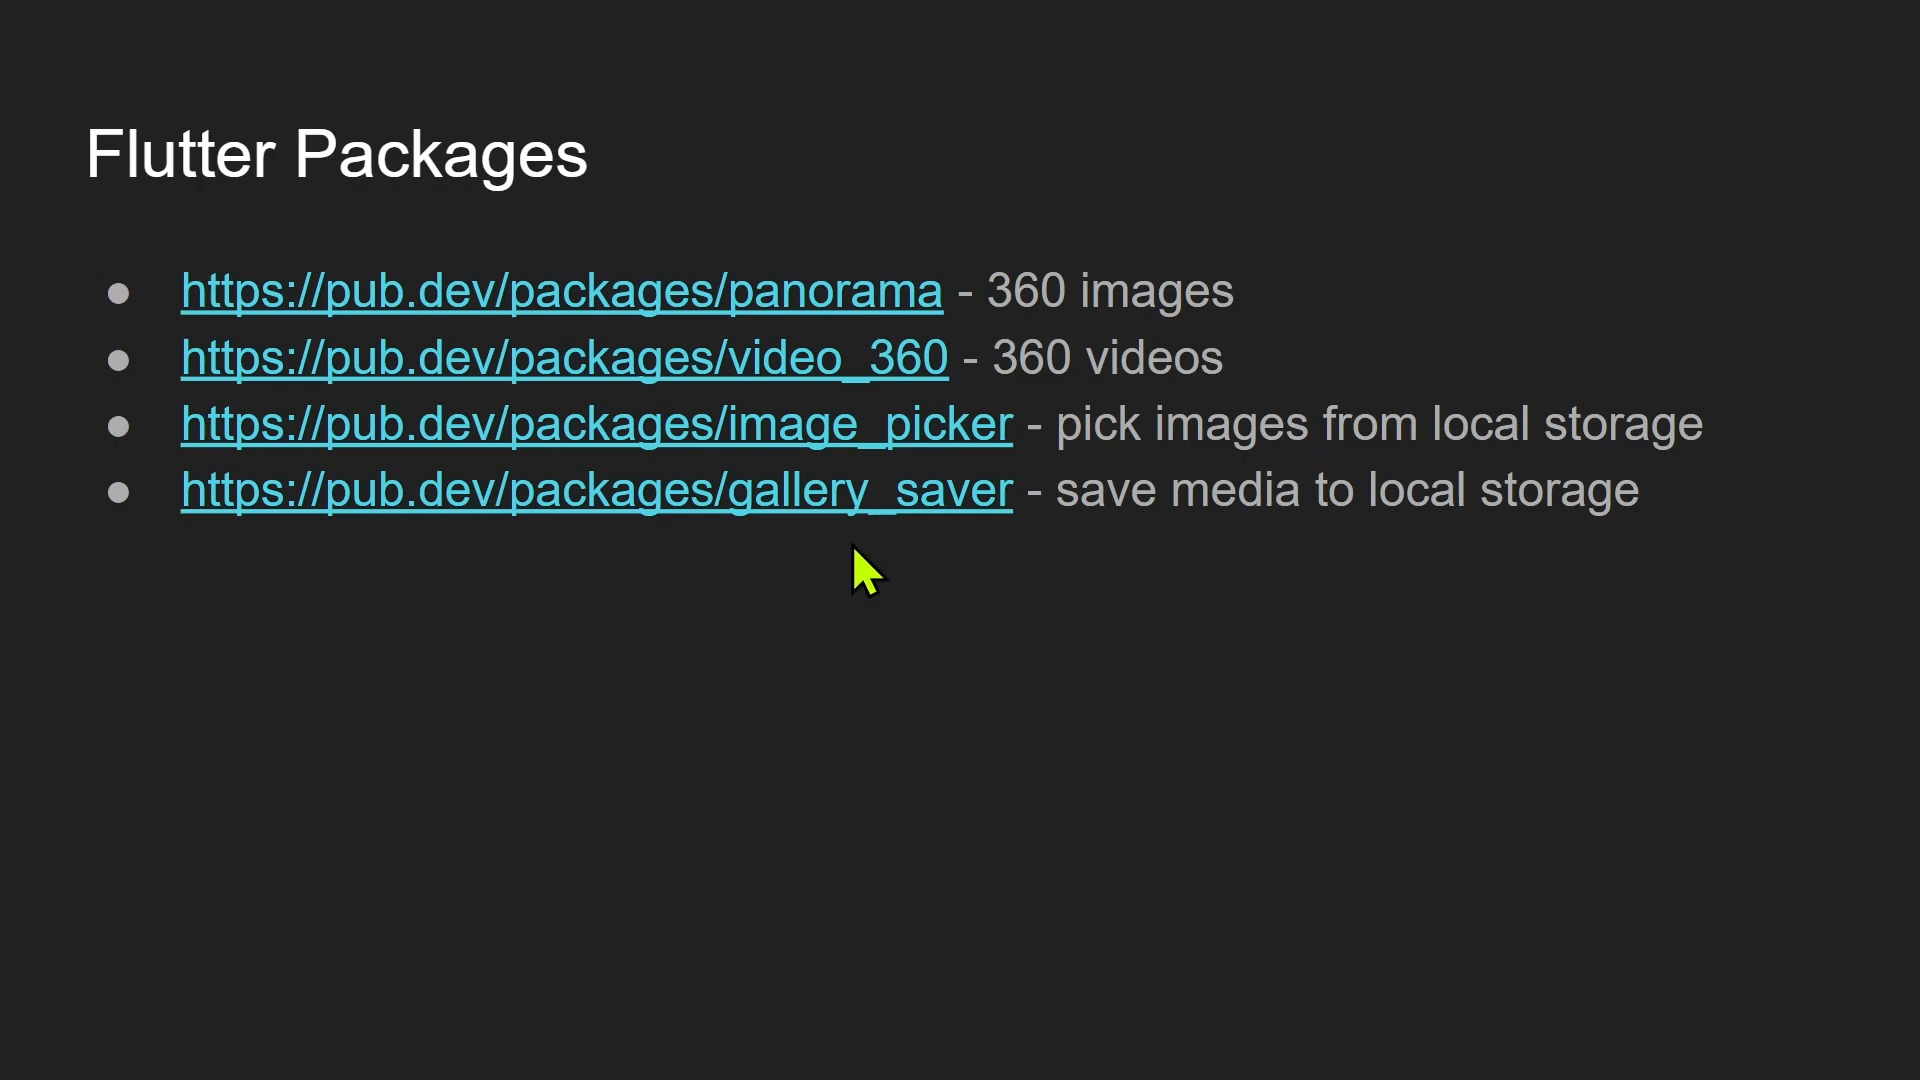 Flutter Packages
● https://pub.dev/packages/panorama - 360 images
● https://pub.dev/packages/video_360 - 360 videos
● https://pub.dev/packages/image_picker - pick images from local storage
● https://pub.dev/packages/gallery_saver - save media to local storage